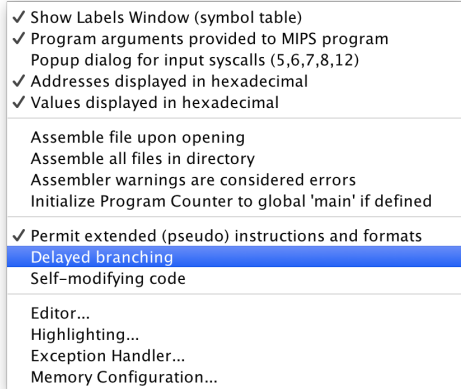 Show Labels Window (symbol table)
Program arguments provided to MIPS program
Popup dialog for input syscalls (5,6,7,8,12)
Addresses displayed in hexadecimal
Values displayed in hexadecimal
Assemble file upon opening
Assemble all files in directory
Assembler warnings are considered errors
Initialize Program Counter to global 'main' if defined
Permit extended (pseudo) instructions and formats
Delayed branching
Self-modifying code
Editor...
Highlighting...
Exception Handler...
Memory Configuration...